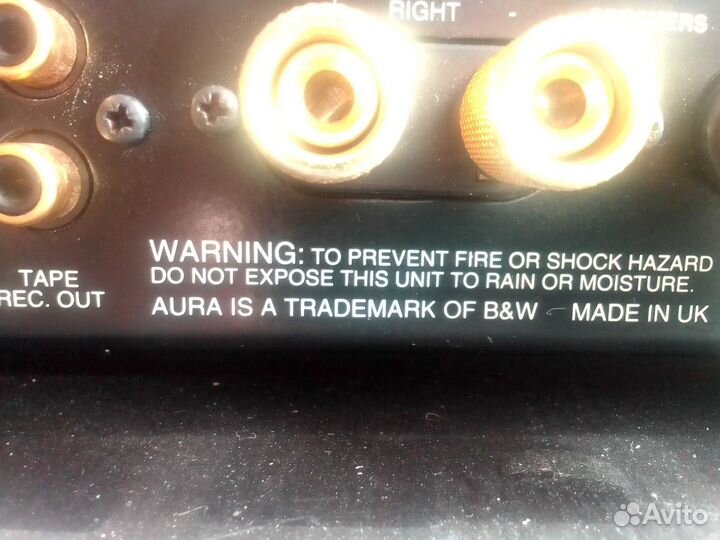 RIGHT
SPEAKERS
WARNING: TO PREVENT FIRE OR SHOCK HAZARD
DO NOT EXPOSE THIS UNIT TO RAIN OR MOISTURE.
AURA IS A TRADEMARK OF B&W – MADE IN UK
TAPE
REC. OUT
Avito